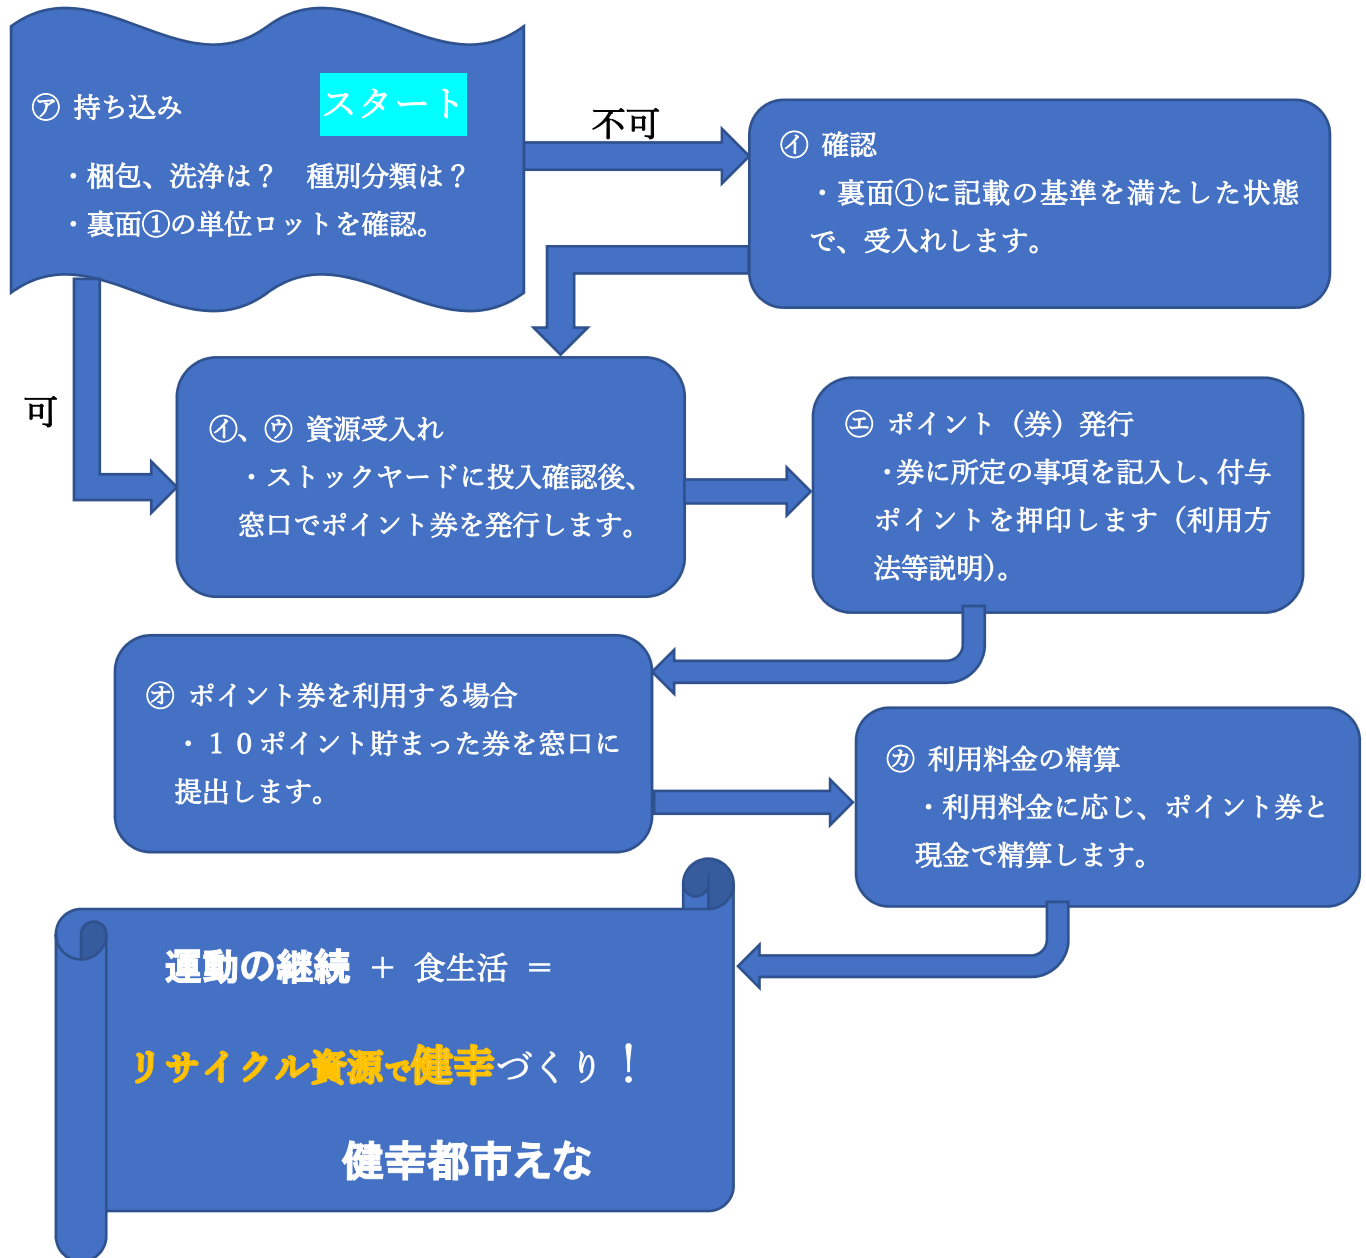 ㋐ 持ち込み
スタート
・梱包、洗浄は？　種別分類は？
・裏面①の単位ロットを確認。
不可
㋑ 確認
・裏面①に記載の基準を満たした状態
で、受入れします。
可
㋑、㋒ 資源受入れ
・ストックヤードに投入確認後、
窓口でポイント券を発行します。
㋓ ポイント（券）発行
・券に所定の事項を記入し、付与
ポイントを押印します（利用方
法等説明）。
㋔ ポイント券を利用する場合
・１０ポイント貯まった券を窓口に
提出します。
㋕ 利用料金の精算
・利用料金に応じ、ポイント券と
現金で精算します。
運動の継続 ＋ 食生活 ＝
リサイクル資源で健幸づくり！
健幸都市えな